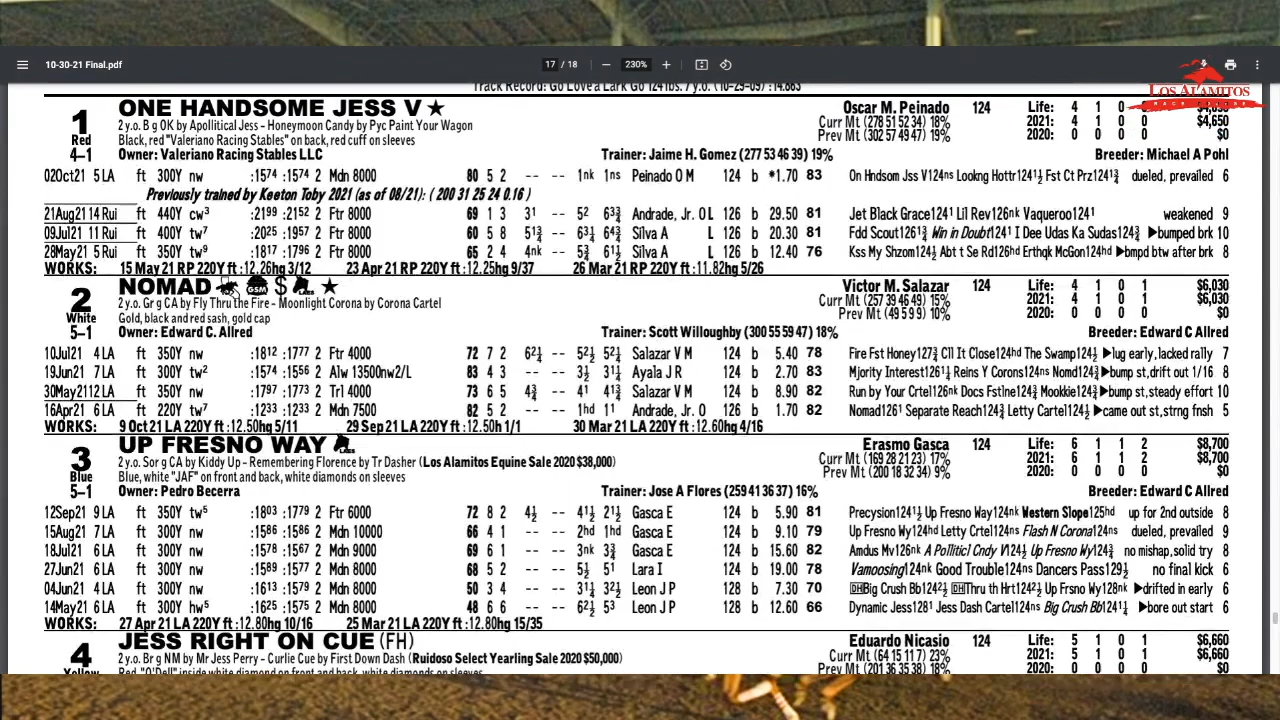 10-30-21 Final.pdf 17 / 18 230%
Track Record: Go Love a Lark Go 124 lbs. 7 y.o. (10-29-09) :14.863
LOS ALAMITOS
RACE COURSE
1 ONE HANDSOME JESS V ★ Oscar M. Peinado 124 Life: 4 1 0 0 $4,650
2 y.o. B g OK by Apollitical Jess – Honeymoon Candy by Pyc Paint Your Wagon Curr Mt (278 51 52 34) 18% 2021: 4 1 0 0 $4,650
Red Black, red "Valeriano Racing Stables" on back, red cuff on sleeves Prev Mt (302 57 49 47) 19% 2020: 0 0 0 0 $0
4–1 Owner: Valeriano Racing Stables LLC Trainer: Jaime H. Gomez (277 53 46 39) 19% Breeder: Michael A Pohl
02Oct21 5 LA ft 300Y nw :1574 :1574 2 Mdn 8000 80 5 2 -- -- 1nk 1ns Peinado O M 124 b *1.70 83 On Hndsom Jss V124ns Lookng Hottr1241½ Fst Ct Prz1241¾ dueled, prevailed 6
Previously trained by Keeton Toby 2021 (as of 08/21): ( 200 31 25 24 0.16 )
21Aug21 14 Rui ft 440Y cw3 :2199 :2152 2 Ftr 8000 69 1 3 31 -- 52 63¾ Andrade, Jr. O L L 126 b 29.50 81 Jet Black Grace1241 Lil Rev126nk Vaqueroo1241 weakened 9
09Jul21 11 Rui ft 400Y tw7 :2025 :1957 2 Ftr 8000 60 5 8 51¾ -- 63¼ 64¾ Silva A L 126 b 20.30 81 Fdd Scout1261¾ Win in Doubt1241 I Dee Udas Ka Sudas124¾ ▶bumped brk 10
28May21 5 Rui ft 350Y tw9 :1817 :1796 2 Ftr 8000 65 2 4 4nk -- 5¾ 61½ Silva A L 126 b 12.40 76 Kss My Shzom124½ Abt t Se Rd126hd Erthqk McGon124hd ▶bmpd btw after brk 8
WORKS: 15 May 21 RP 220Y ft :12.26hg 3/12 23 Apr 21 RP 220Y ft :12.25hg 9/37 26 Mar 21 RP 220Y ft :11.82hg 5/26
2 NOMAD GSM $ ★ Victor M. Salazar 124 Life: 4 1 0 1 $6,030
2 y.o. Gr g CA by Fly Thru the Fire – Moonlight Corona by Corona Cartel Curr Mt (257 39 46 49) 15% 2021: 4 1 0 1 $6,030
White Gold, black and red sash, gold cap Prev Mt (49 5 9 9) 10% 2020: 0 0 0 0 $0
5–1 Owner: Edward C. Allred Trainer: Scott Willoughby (300 55 59 47) 18% Breeder: Edward C Allred
10Jul21 4 LA ft 350Y nw :1812 :1777 2 Ftr 4000 72 7 2 62¼ -- 52½ 52¼ Salazar V M 124 b 5.40 78 Fire Fst Honey127¾ Cll It Close124hd The Swamp124½ ▶lug early,lacked rally 7
19Jun21 7 LA ft 300Y tw2 :1574 :1556 2 Alw 13500nw2/L 83 4 3 -- -- 3½ 31¼ Ayala J R 124 b 2.70 83 Mjority Interest1261¼ Reins Y Corons124ns Nomd124¾ ▶bump st,drift out 1/16 8
30May21 12 LA ft 350Y nw :1797 :1773 2 Trl 4000 73 6 5 4¾ -- 41 41¾ Salazar V M 124 b 8.90 82 Run by Your Crtel126nk Docs Fstlne124¾ Mookiie124¾ ▶bump st,steady effort 10
16Apr21 6 LA ft 220Y tw7 :1233 :1233 2 Mdn 7500 82 5 2 -- -- 1hd 11 Andrade, Jr. O 126 b 1.70 82 Nomad1261 Separate Reach124¾ Letty Cartel124½ ▶came out st,strng fnsh 5
WORKS: 9 Oct 21 LA 220Y ft :12.50hg 5/11 29 Sep 21 LA 220Y ft :12.50h 1/1 30 Mar 21 LA 220Y ft :12.60hg 4/16
3 UP FRESNO WAY Erasmo Gasca 124 Life: 6 1 1 2 $8,700
2 y.o. Sor g CA by Kiddy Up – Remembering Florence by Tr Dasher (Los Alamitos Equine Sale 2020 $38,000) Curr Mt (169 28 21 23) 17% 2021: 6 1 1 2 $8,700
Blue Blue, white "JAF" on front and back, white diamonds on sleeves Prev Mt (200 18 32 34) 9% 2020: 0 0 0 0 $0
5–1 Owner: Pedro Becerra Trainer: Jose A Flores (259 41 36 37) 16% Breeder: Edward C Allred
12Sep21 9 LA ft 350Y tw5 :1803 :1779 2 Ftr 6000 72 8 2 4½ -- 41½ 21½ Gasca E 124 b 5.90 81 Precysion1241½ Up Fresno Way124nk Western Slope125hd up for 2nd outside 8
15Aug21 7 LA ft 300Y nw :1586 :1586 2 Mdn 10000 66 4 1 -- -- 2hd 1hd Gasca E 124 b 9.10 79 Up Fresno Wy124hd Letty Crtel124ns Flash N Corona124ns dueled, prevailed 9
18Jul21 6 LA ft 300Y nw :1578 :1567 2 Mdn 9000 69 6 1 -- -- 3nk 3¾ Gasca E 124 b 15.60 82 Amdus Mv126nk A Politicl Cndy V124½ Up Fresno Wy124¾ no mishap,solid try 8
27Jun21 6 LA ft 300Y nw :1589 :1577 2 Mdn 8000 68 5 2 -- -- 5½ 51 Lara I 124 b 19.00 78 Vamoosing124nk Good Trouble124ns Dancers Pass129½ no final kick 6
04Jun21 4 LA ft 300Y nw :1613 :1579 2 Mdn 8000 50 3 4 -- -- 31¼ 32½ Leon J P 128 b 7.30 70 DHBig Crush Bb1242½ DHThru th Hrt1242½ Up Frsno Wy128nk ▶drifted in early 6
14May21 6 LA ft 300Y hw5 :1625 :1575 2 Mdn 8000 48 6 6 -- -- 62½ 53 Leon J P 128 b 12.60 66 Dynamic Jess1281 Jess Dash Cartel124ns Big Crush Bb1241¼ ▶bore out start 6
WORKS: 27 Apr 21 LA 220Y ft :12.80hg 10/16 25 Mar 21 LA 220Y ft :12.80hg 15/35
4 JESS RIGHT ON CUE (FH) Eduardo Nicasio 124 Life: 5 1 0 1 $6,660
2 y.o. Br g NM by Mr Jess Perry – Curlie Cue by First Down Dash (Ruidoso Select Yearling Sale 2020 $50,000) Curr Mt (64 15 11 7) 23% 2021: 5 1 0 1 $6,660
Yellow Red, "O'Dell" inside white diamond on front and back, white diamonds on sleeves Prev Mt (201 36 35 38) 18% 2020: 0 0 0 0 $0